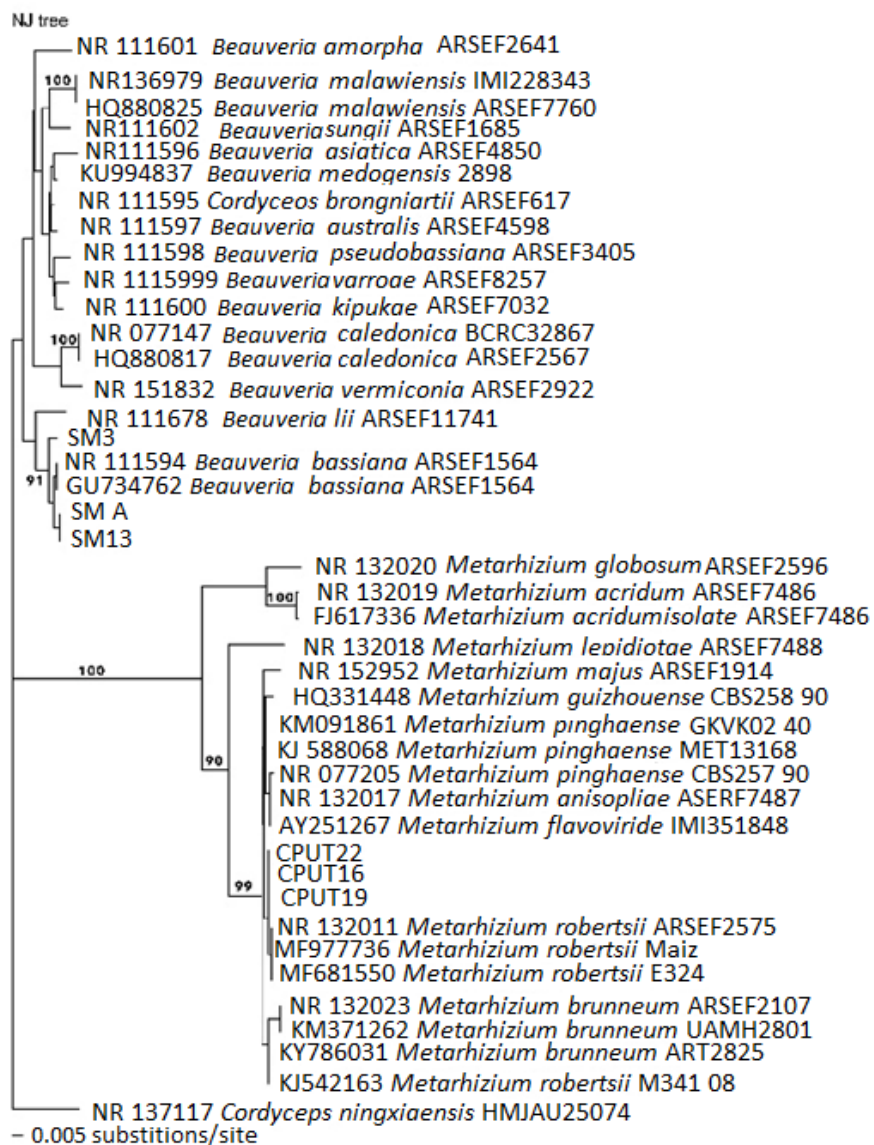 NJ tree
NR 111601 Beauveria amorpha ARSEF2641
100
NR136979 Beauveria malawiensis IMI228343
HQ880825 Beauveria malawiensis ARSEF7760
NR111602 Beauveria sungii ARSEF1685
NR111596 Beauveria asiatica ARSEF4850
KU994837 Beauveria medogensis 2898
NR 111595 Cordyceos brongniartii ARSEF617
NR 111597 Beauveria australis ARSEF4598
NR 111598 Beauveria pseudobassiana ARSEF3405
NR 1115999 Beauveria varroae ARSEF8257
NR 111600 Beauveria kipukae ARSEF7032
100
NR 077147 Beauveria caledonica BCRC32867
HQ880817 Beauveria caledonica ARSEF2567
NR 151832 Beauveria vermiconia ARSEF2922
NR 111678 Beauveria lii ARSEF11741
SM3
NR 111594 Beauveria bassiana ARSEF1564
91
GU734762 Beauveria bassiana ARSEF1564
SM A
SM13
NR 132020 Metarhizium globosum ARSEF2596
100
NR 132019 Metarhizium acridum ARSEF7486
FJ617336 Metarhizium acridumisolate ARSEF7486
NR 132018 Metarhizium lepidiotae ARSEF7488
100
NR 152952 Metarhizium majus ARSEF1914
HQ331448 Metarhizium guizhouense CBS258 90
KM091861 Metarhizium pinghaense GKVK02 40
KJ 588068 Metarhizium pinghaense MET13168
90
NR 077205 Metarhizium pinghaense CBS257 90
NR 132017 Metarhizium anisopliae ASERF7487
AY251267 Metarhizium flavoviride IMI351848
CPUT22
CPUT16
99
CPUT19
NR 132011 Metarhizium robertsii ARSEF2575
MF977736 Metarhizium robertsii Maiz
MF681550 Metarhizium robertsii E324
NR 132023 Metarhizium brunneum ARSEF2107
KM371262 Metarhizium brunneum UAMH2801
KY786031 Metarhizium brunneum ART2825
KJ542163 Metarhizium robertsii M341 08
NR 137117 Cordyceps ningxiaensis HMJAU25074
– 0.005 substitions/site